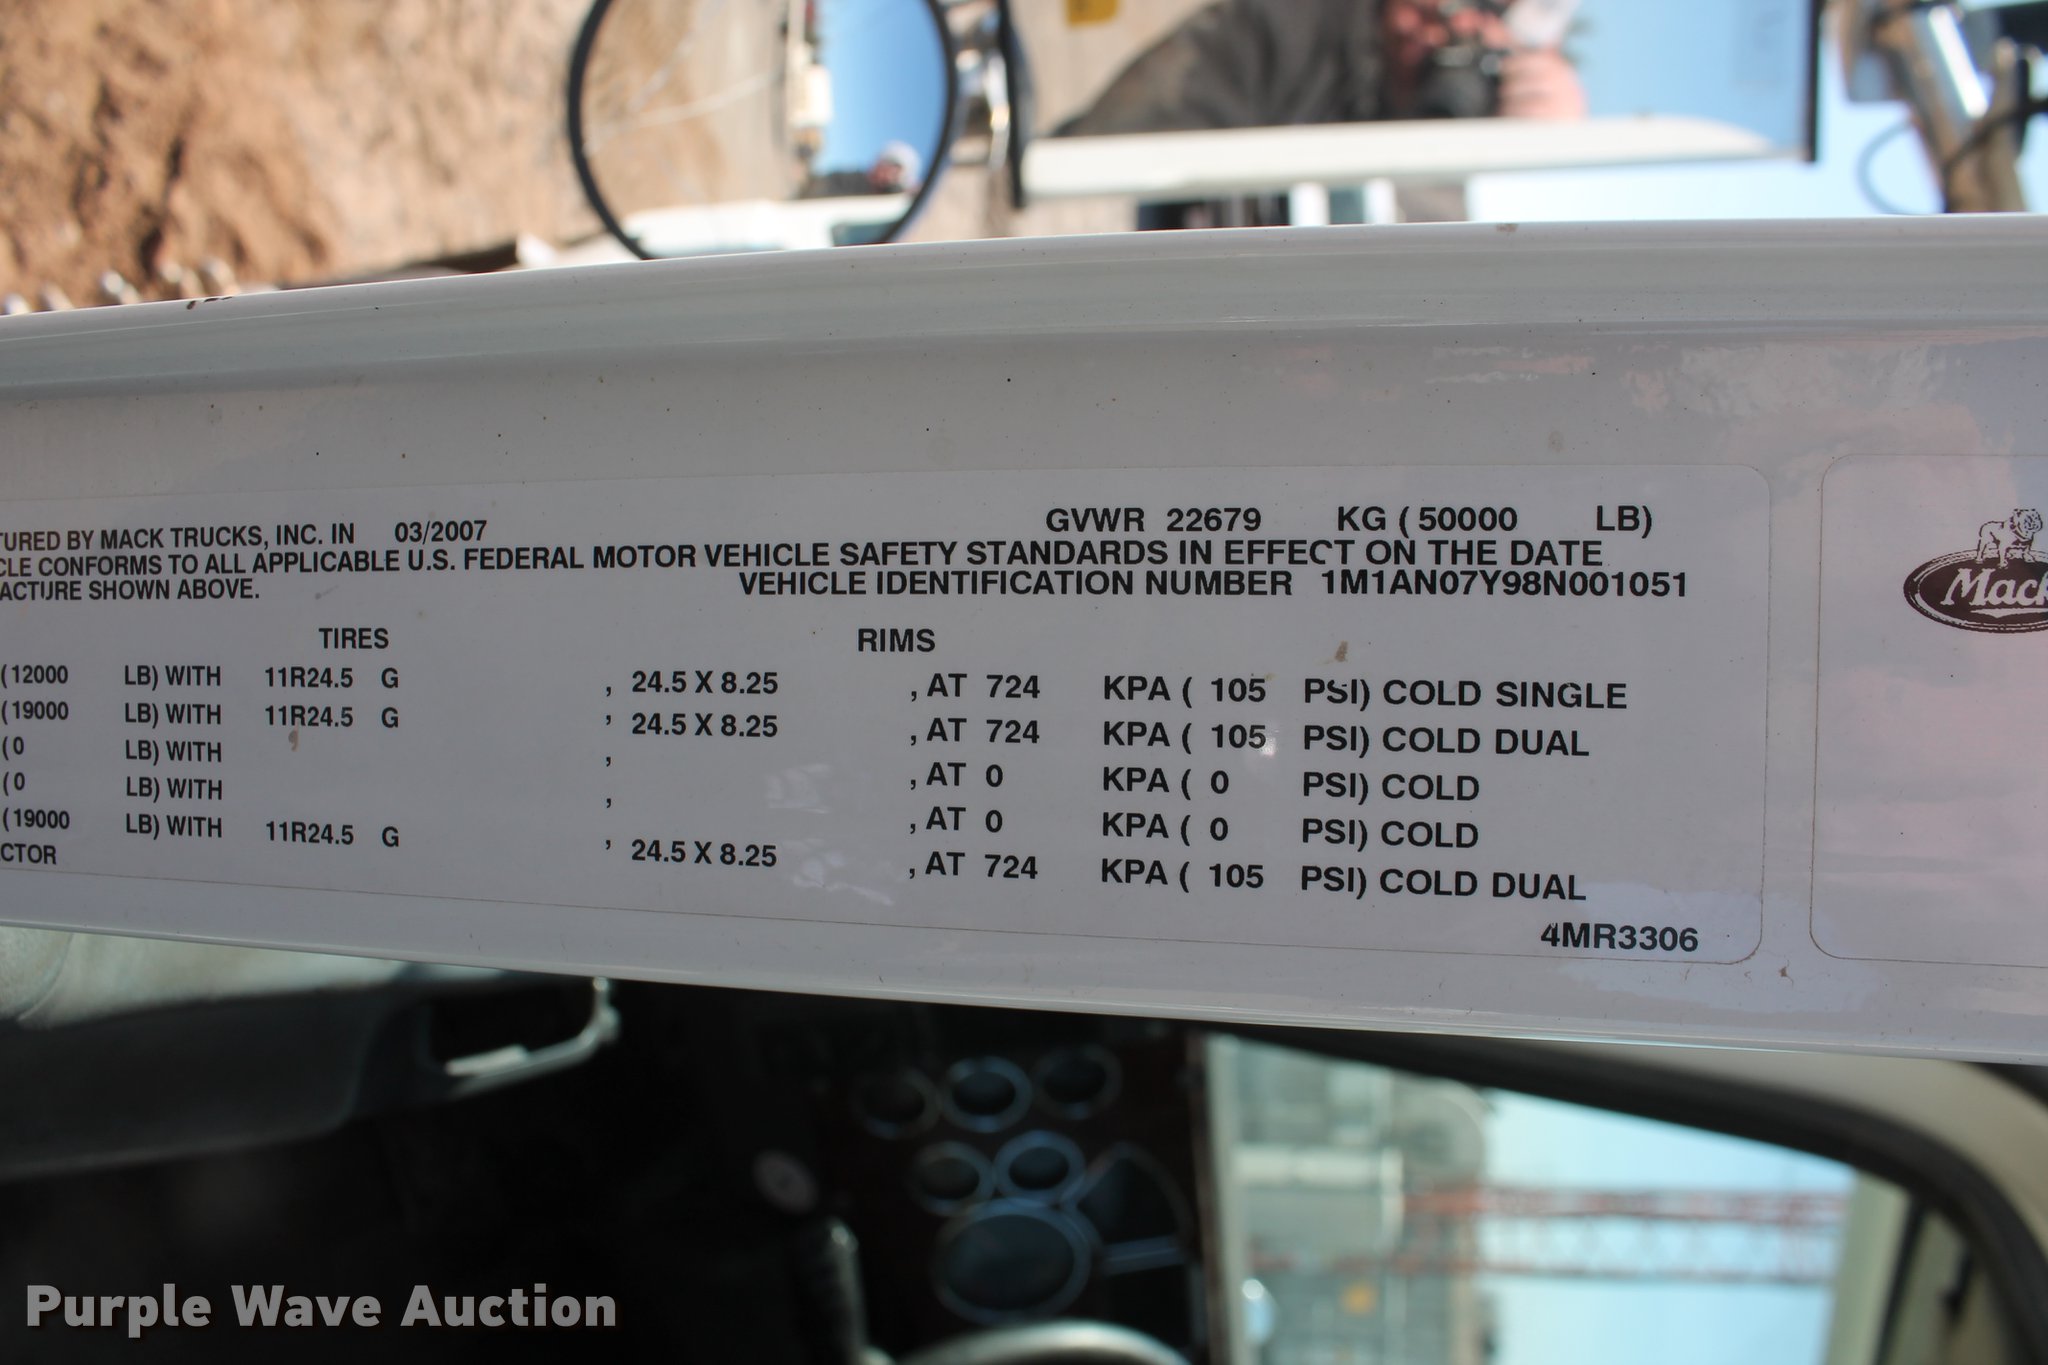 TURED BY MACK TRUCKS, INC. IN 03/2007 GVWR 22679 KG ( 50000 LB)
CLE CONFORMS TO ALL APPLICABLE U.S. FEDERAL MOTOR VEHICLE SAFETY STANDARDS IN EFFECT ON THE DATE
ACTURE SHOWN ABOVE. VEHICLE IDENTIFICATION NUMBER 1M1AN07Y98N001051
TIRES RIMS
(12000 LB) WITH 11R24.5 G , 24.5 X 8.25 , AT 724 KPA ( 105 PSI) COLD SINGLE
(19000 LB) WITH 11R24.5 G , 24.5 X 8.25 , AT 724 KPA ( 105 PSI) COLD DUAL
(0 LB) WITH , , AT 0 KPA ( 0 PSI) COLD
(0 LB) WITH , , AT 0 KPA ( 0 PSI) COLD
(19000 LB) WITH 11R24.5 G , 24.5 X 8.25 , AT 724 KPA ( 105 PSI) COLD DUAL
CTOR
4MR3306
Mack
Purple Wave Auction